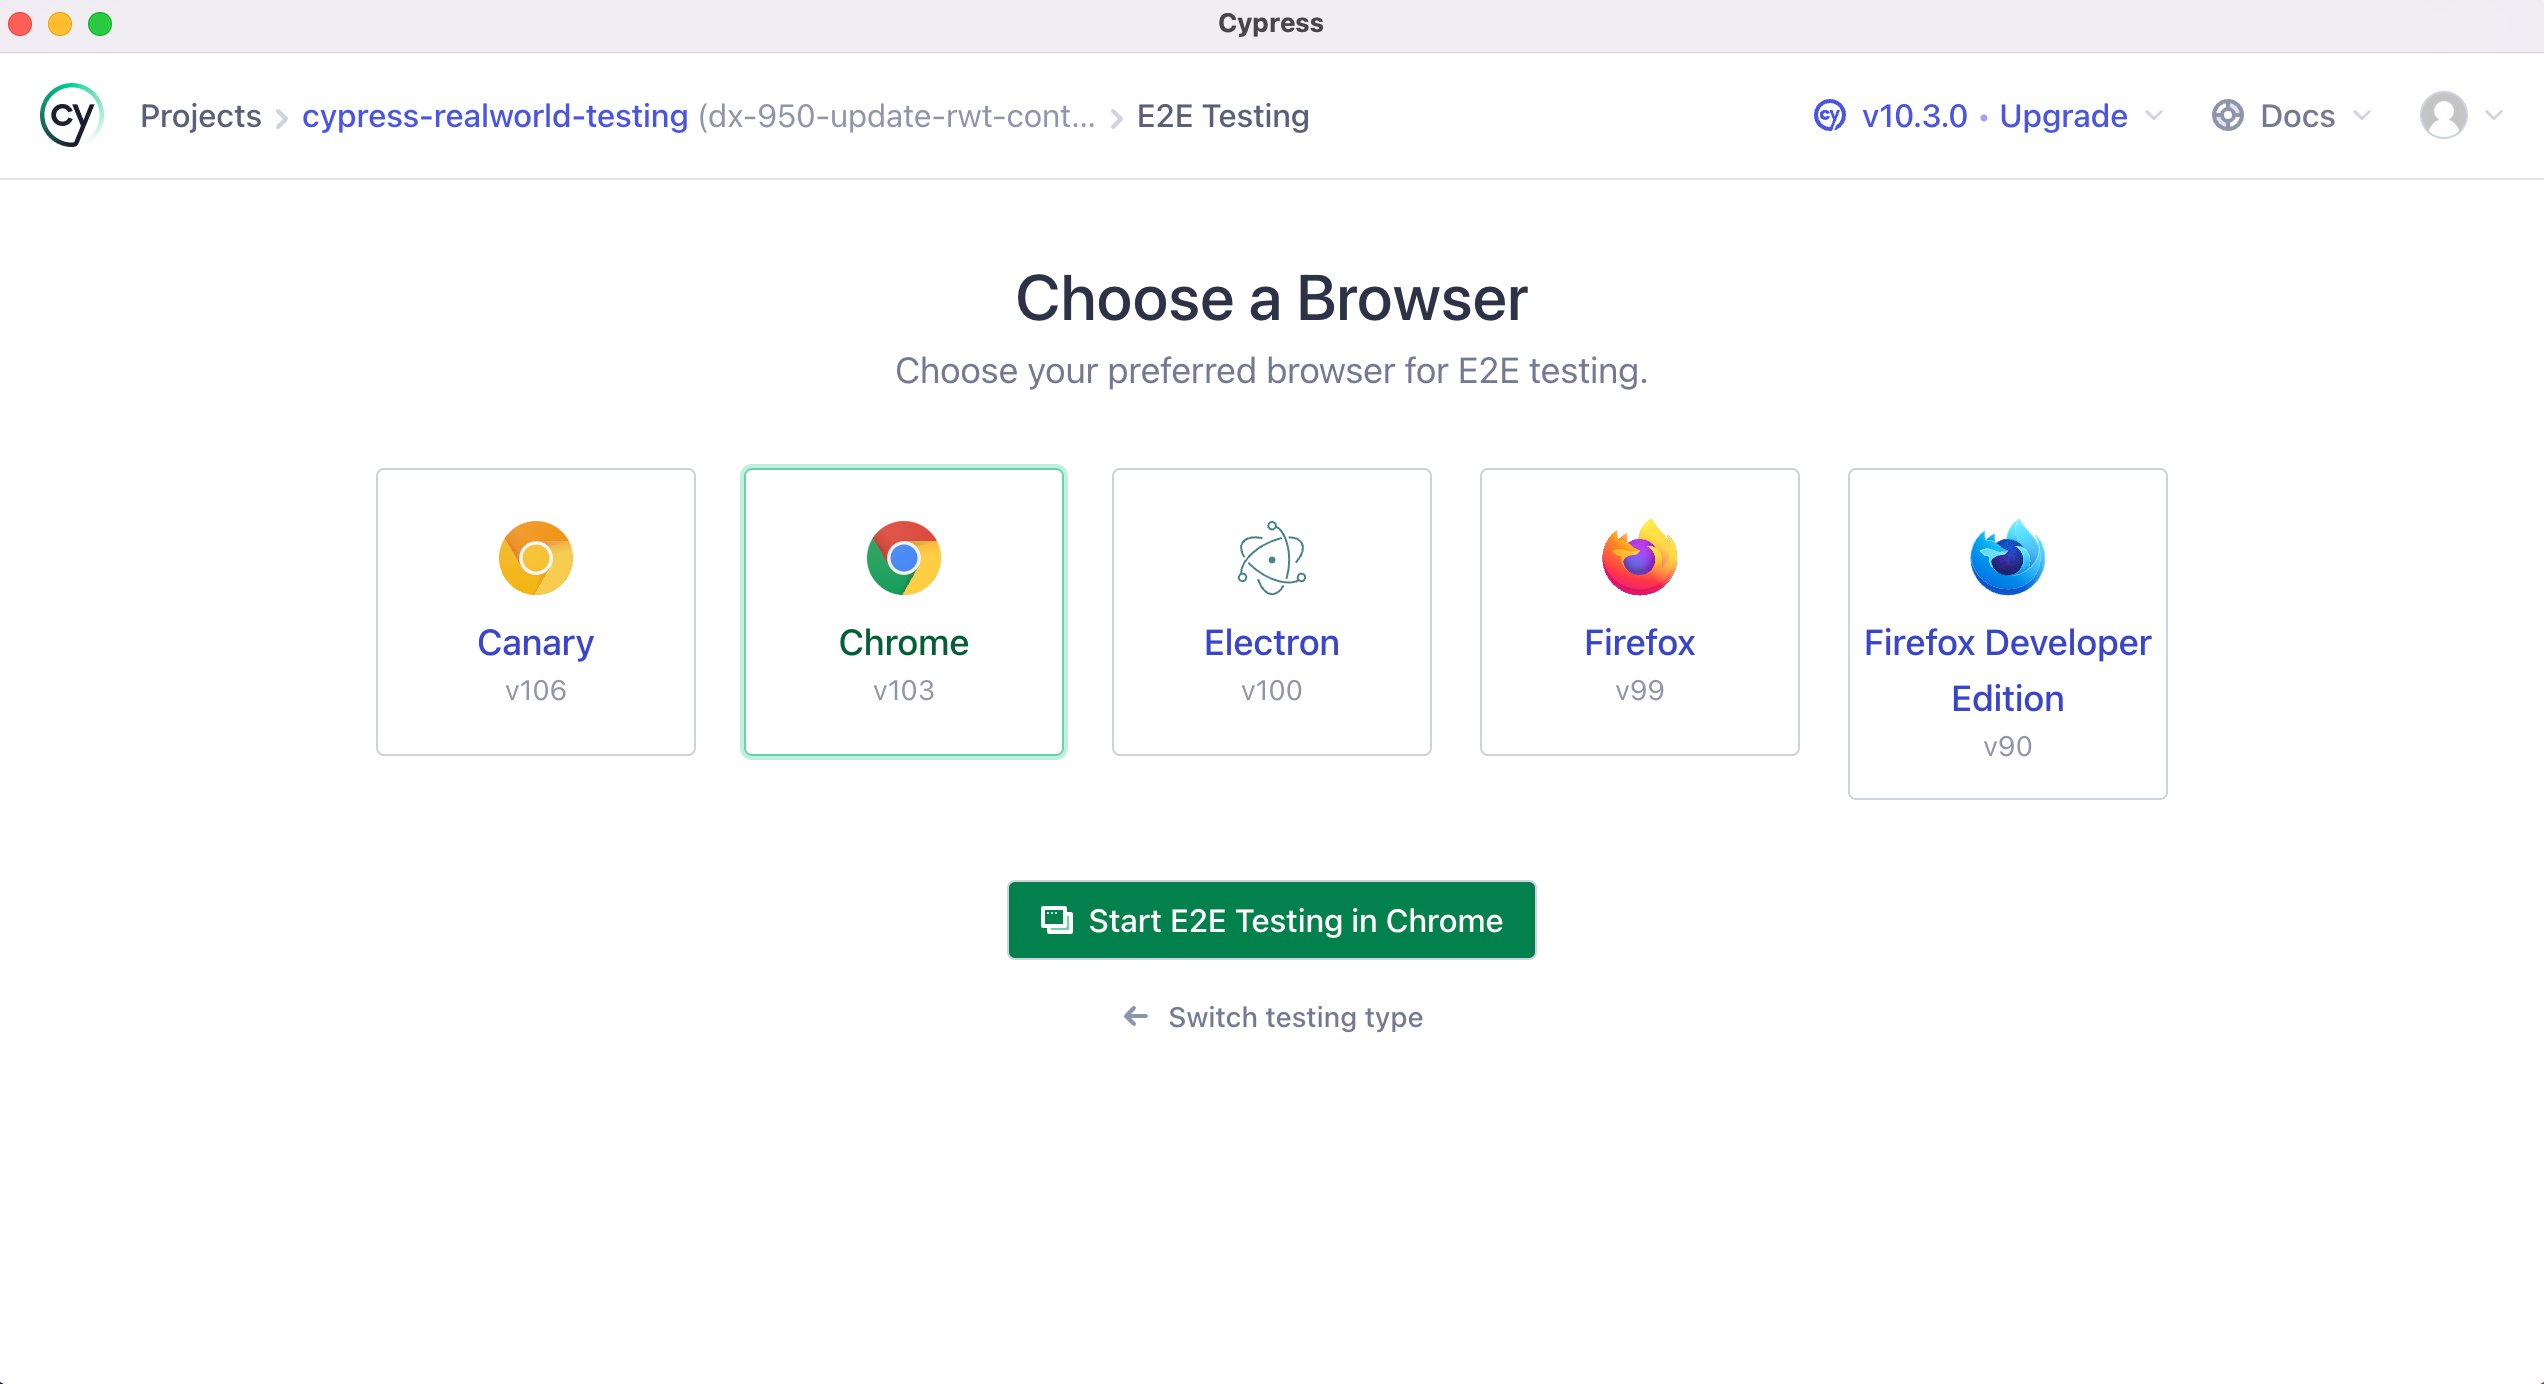 Cypress
cy Projects cypress-realworld-testing (dx-950-update-rwt-cont... E2E Testing cy v10.3.0 • Upgrade Docs
Choose a Browser
Choose your preferred browser for E2E testing.
Canary
v106
Chrome
v103
Electron
v100
Firefox
v99
Firefox Developer
Edition
v90
Start E2E Testing in Chrome
Switch testing type